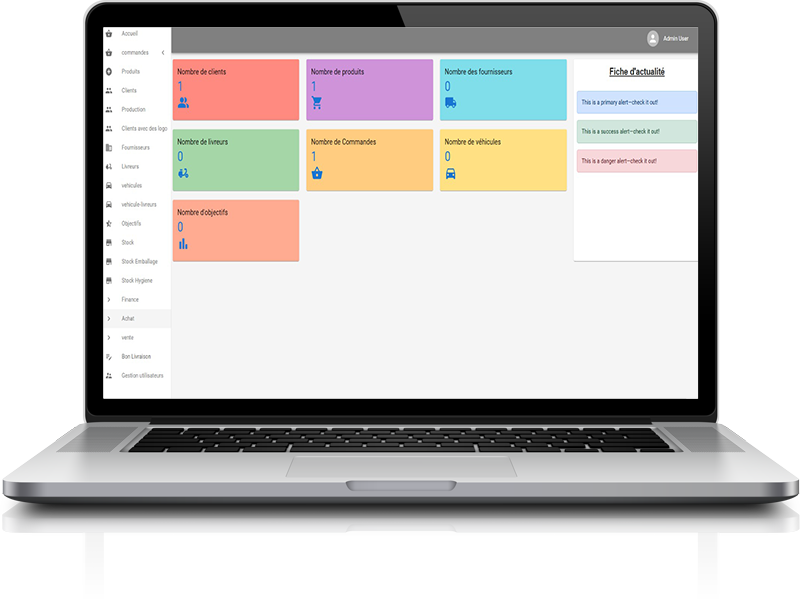 Accueil
commandes
Produits
Clients
Production
Clients avec des logo
Fournisseurs
Livreurs
vehicules
vehicule-livreurs
Objectifs
Stock
Stock Emballage
Stock Hygiene
Finance
Achat
vente
Bon Livraison
Gestion utilisateurs
Admin User
Nombre de clients
1
Nombre de produits
1
Nombre des fournisseurs
0
Nombre de livreurs
0
Nombre de Commandes
1
Nombre de véhicules
0
Nombre d'objectifs
0
Fiche d'actualité
This is a primary alert—check it out!
This is a success alert—check it out!
This is a danger alert—check it out!